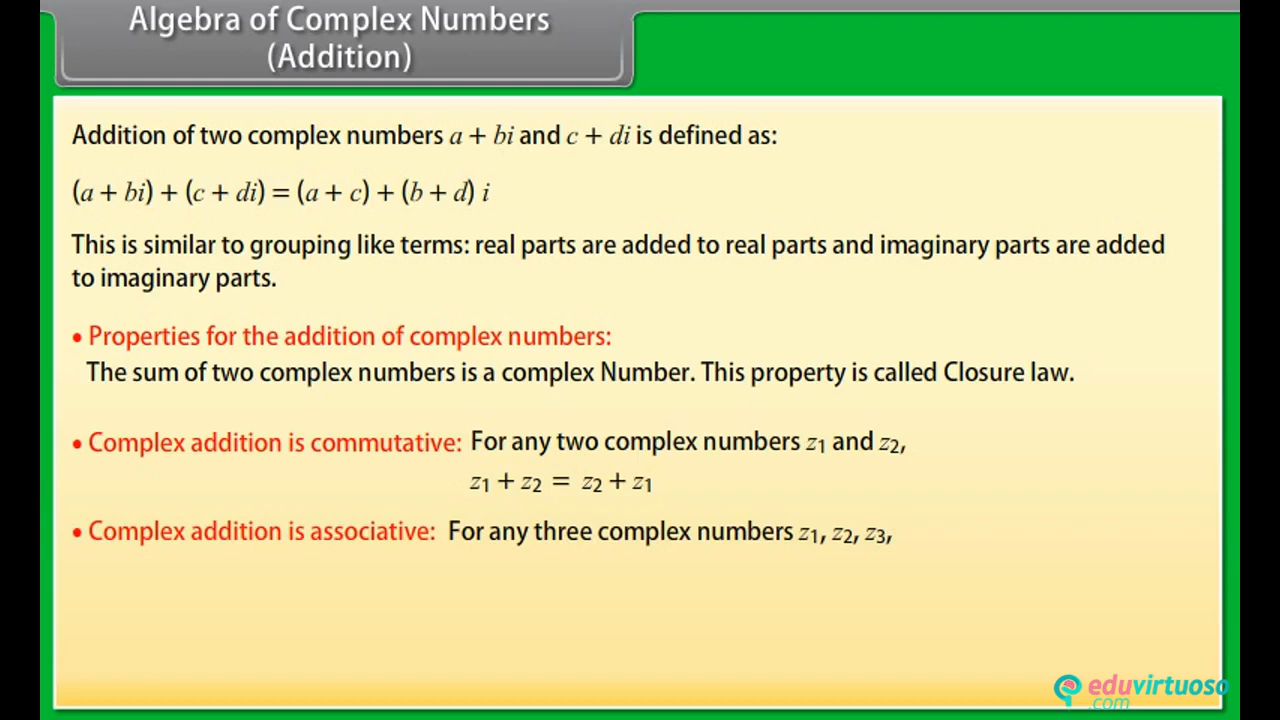 Algebra of Complex Numbers
(Addition)
Addition of two complex numbers a + bi and c + di is defined as:
(a + bi) + (c + di) = (a + c) + (b + d) i
This is similar to grouping like terms: real parts are added to real parts and imaginary parts are added
to imaginary parts.
• Properties for the addition of complex numbers:
The sum of two complex numbers is a complex Number. This property is called Closure law.
• Complex addition is commutative: For any two complex numbers z1 and z2,
z1 + z2 = z2 + z1
• Complex addition is associative: For any three complex numbers z1, z2, z3,
eduvirtuoso
.com